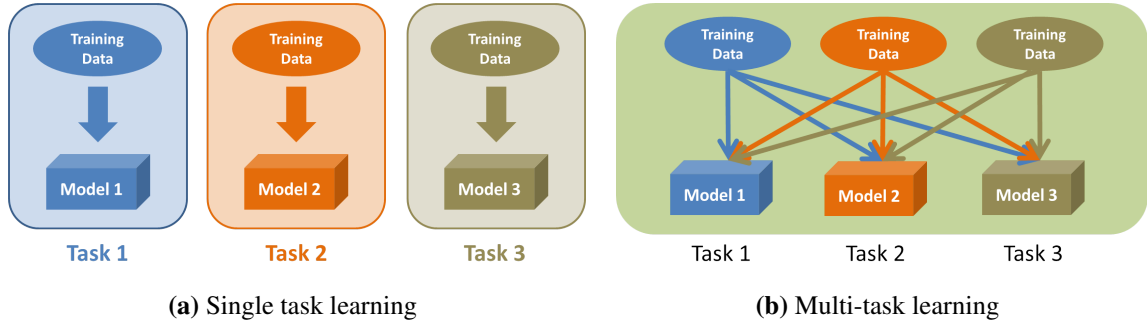 Training
Data
Training
Data
Training
Data
Model 1
Model 2
Model 3
Task 1
Task 2
Task 3
(a) Single task learning
Training
Data
Training
Data
Training
Data
Model 1
Model 2
Model 3
Task 1
Task 2
Task 3
(b) Multi-task learning